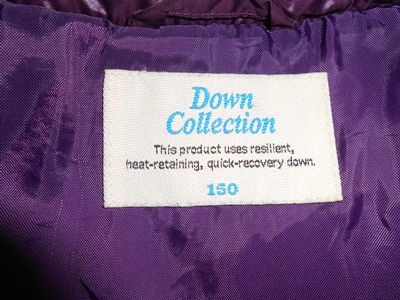 Down
Collection
This product uses resilient,
heat-retaining, quick-recovery down.
150